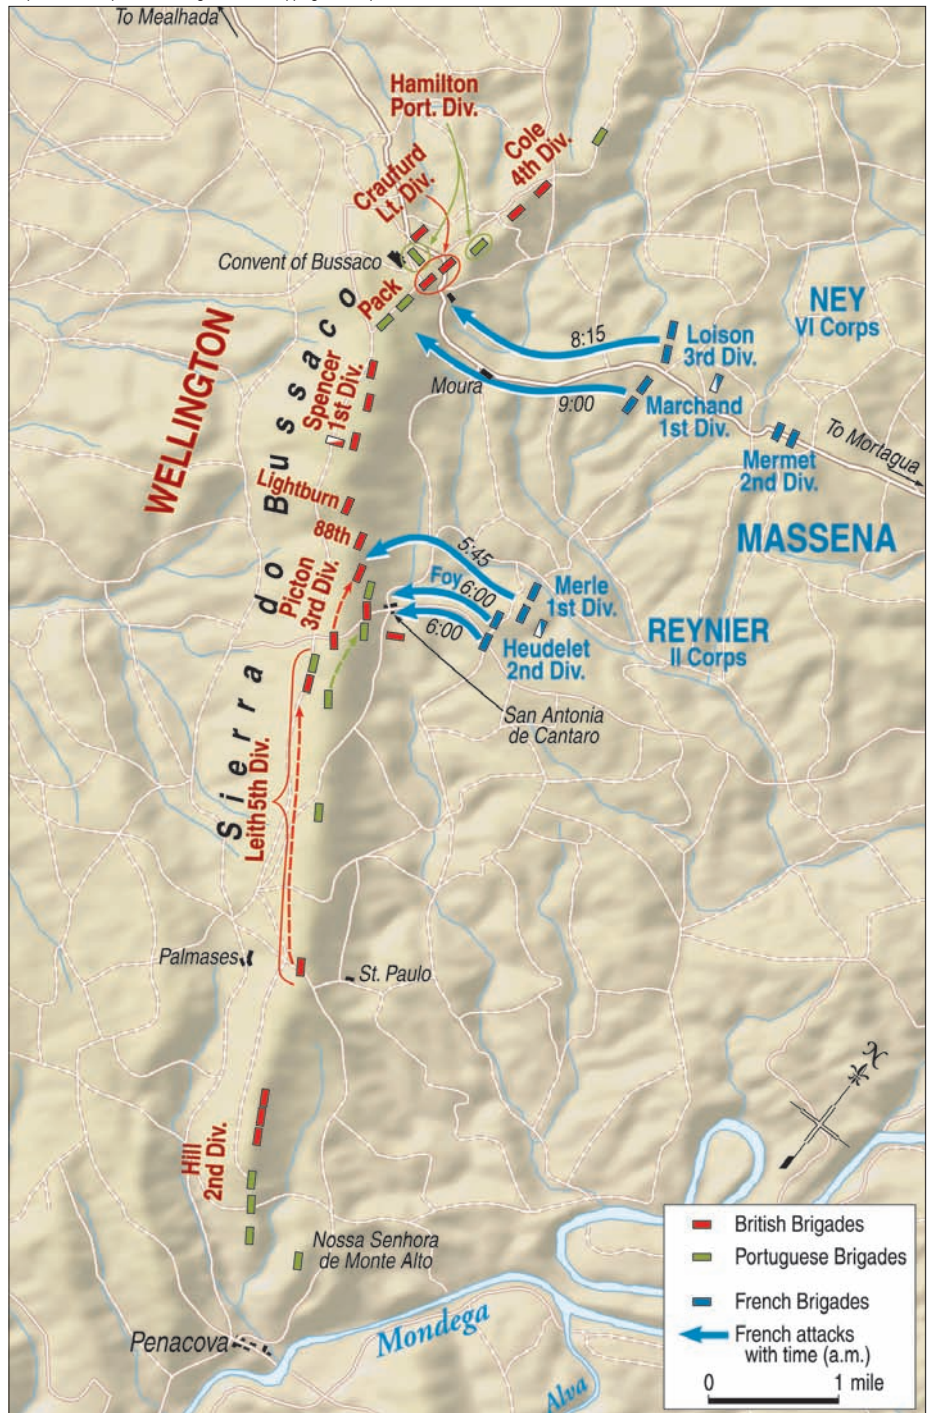 To Mealhada
Hamilton
Port. Div.
Cole
4th Div.
Craufurd
Lt. Div.
Convent of Bussaco
Pack
NEY
VI Corps
8:15
Loison
3rd Div.
WELLINGTON
Spencer
1st Div.
Moura
9:00
Marchand
1st Div.
To Mortagua
Mermet
2nd Div.
Lightburn
88th
MASSENA
5:45
Foy
6:00
Merle
1st Div.
Picton
3rd Div.
6:00
Heudelet
2nd Div.
REYNIER
II Corps
Sierra do Bussaco
San Antonia
de Cantaro
Leith 5th Div.
Palmases
St. Paulo
N
Hill
2nd Div.
Nossa Senhora
de Monte Alto
Penacova
Mondega
Alva
British Brigades
Portuguese Brigades
French Brigades
French attacks
with time (a.m.)
0 1 mile